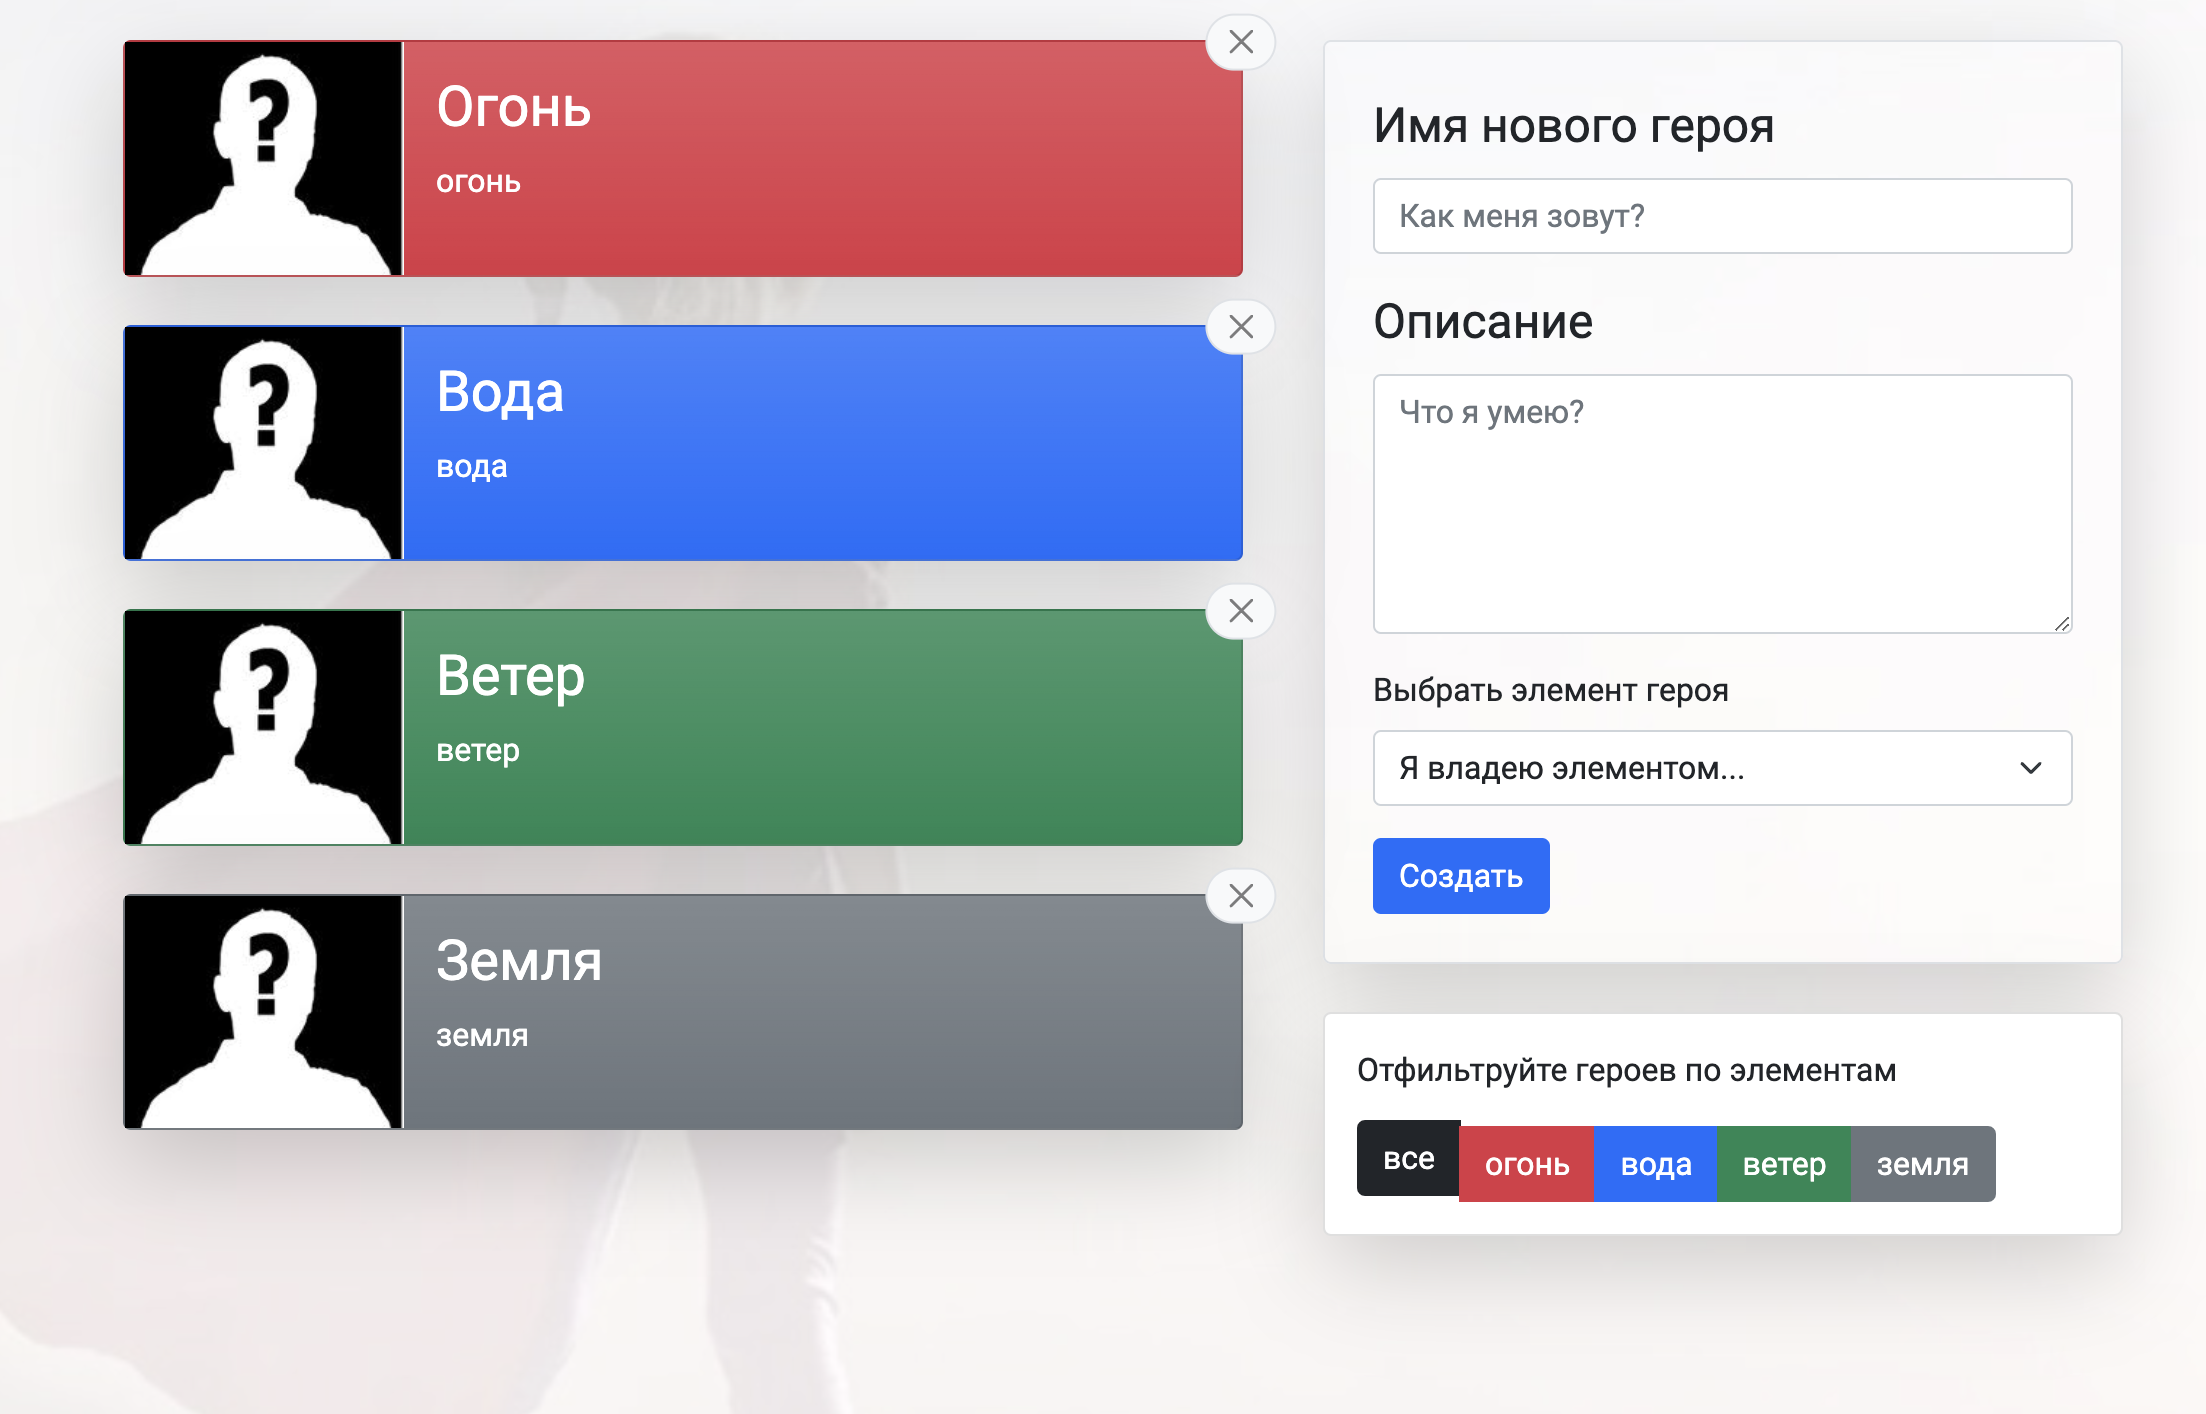 Огонь
огонь
Вода
вода
Ветер
ветер
Земля
земля
Имя нового героя
Как меня зовут?
Описание
Что я умею?
Выбрать элемент героя
Я владею элементом...
Создать
Отфильтруйте героев по элементам
все огонь вода ветер земля